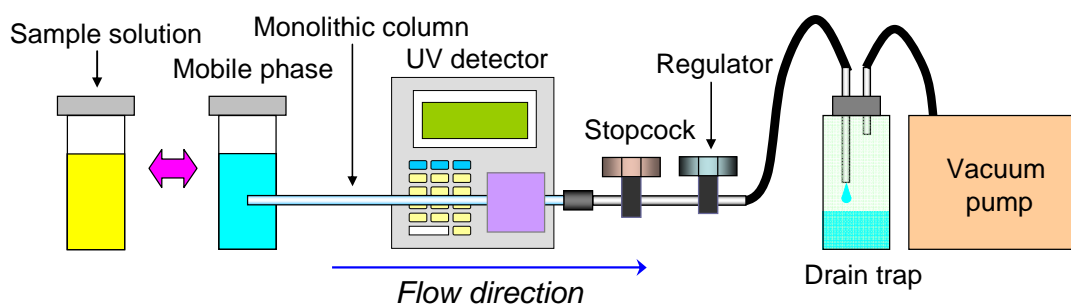 Sample solution
Mobile phase
Monolithic column
UV detector
Stopcock
Regulator
Vacuum
pump
Drain trap
Flow direction